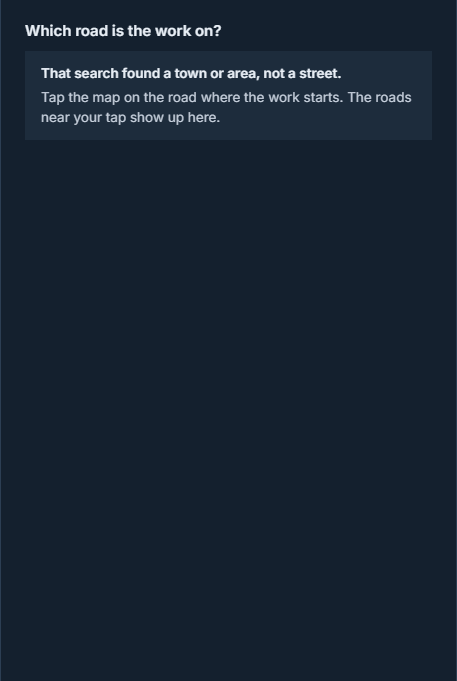 Which road is the work on?
That search found a town or area, not a street.
Tap the map on the road where the work starts. The roads
near your tap show up here.